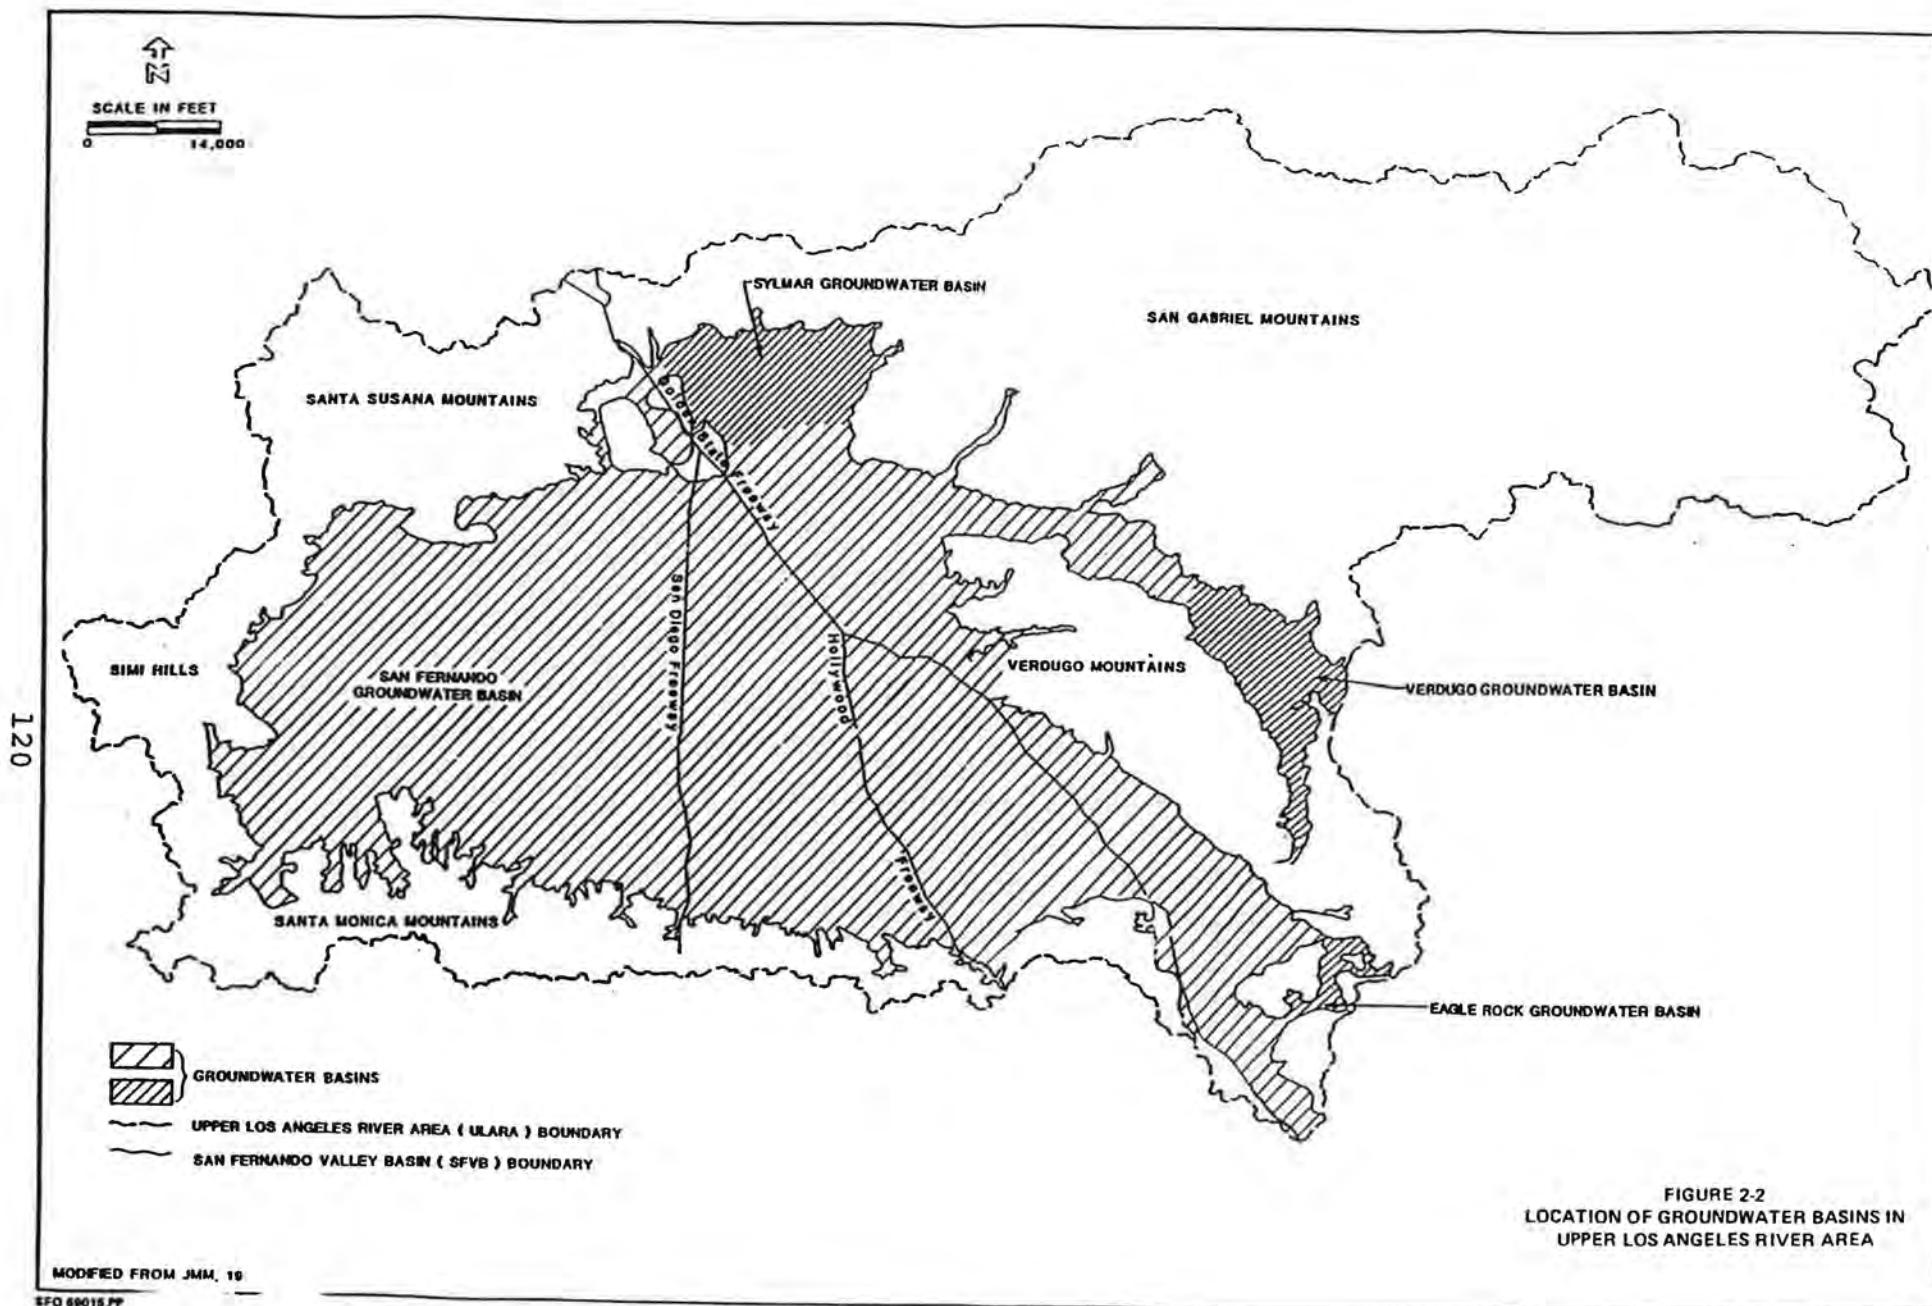 N
SCALE IN FEET
0 14,000
SYLMAR GROUNDWATER BASIN
SAN GABRIEL MOUNTAINS
SANTA SUSANA MOUNTAINS
Golden State Freeway
San Diego Freeway
Hollywood Freeway
SIMI HILLS
SAN FERNANDO
GROUNDWATER BASIN
VERDUGO MOUNTAINS
VERDUGO GROUNDWATER BASIN
120
SANTA MONICA MOUNTAINS
EAGLE ROCK GROUNDWATER BASIN
GROUNDWATER BASINS
UPPER LOS ANGELES RIVER AREA ( ULARA ) BOUNDARY
SAN FERNANDO VALLEY BASIN ( SFVB ) BOUNDARY
FIGURE 2-2
LOCATION OF GROUNDWATER BASINS IN
UPPER LOS ANGELES RIVER AREA
MODIFIED FROM JMM, 19
SFO 69015.PP